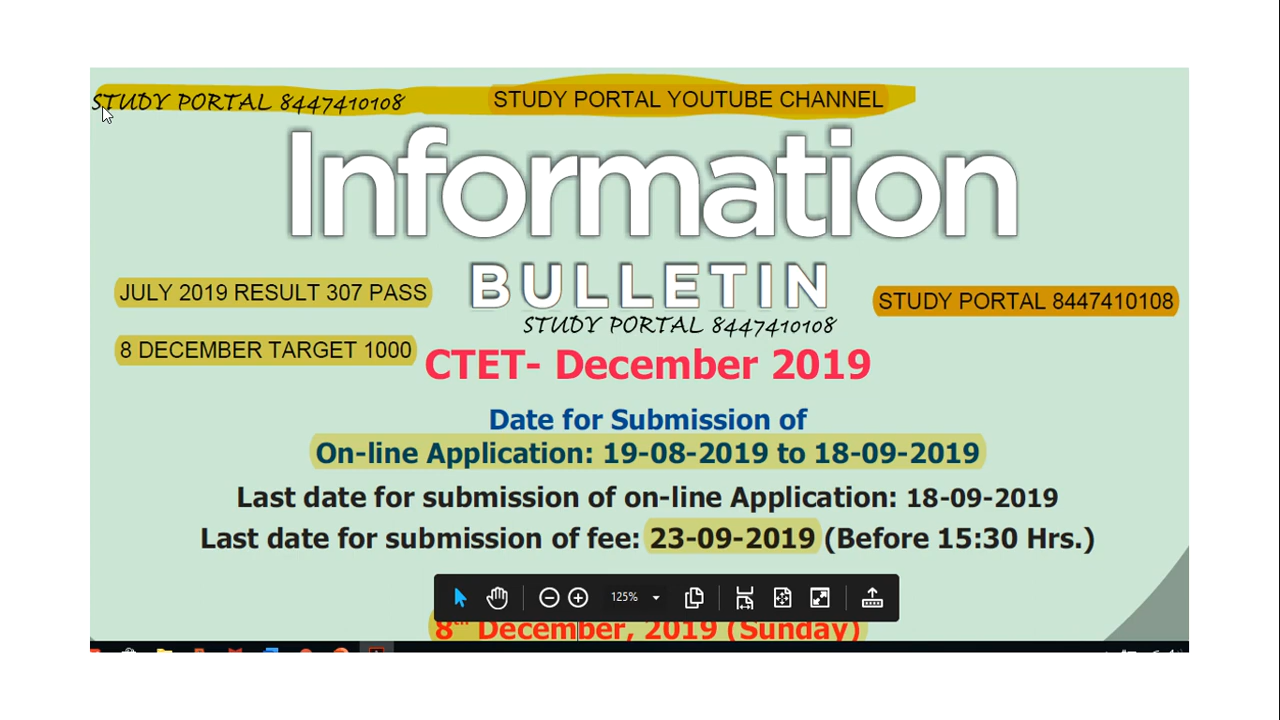 STUDY PORTAL 8447410108
STUDY PORTAL YOUTUBE CHANNEL
Information
BULLETIN
JULY 2019 RESULT 307 PASS
STUDY PORTAL 8447410108
STUDY PORTAL 8447410108
8 DECEMBER TARGET 1000
CTET- December 2019
Date for Submission of
On-line Application: 19-08-2019 to 18-09-2019
Last date for submission of on-line Application: 18-09-2019
Last date for submission of fee: 23-09-2019 (Before 15:30 Hrs.)
125%
8th December, 2019 (Sunday)